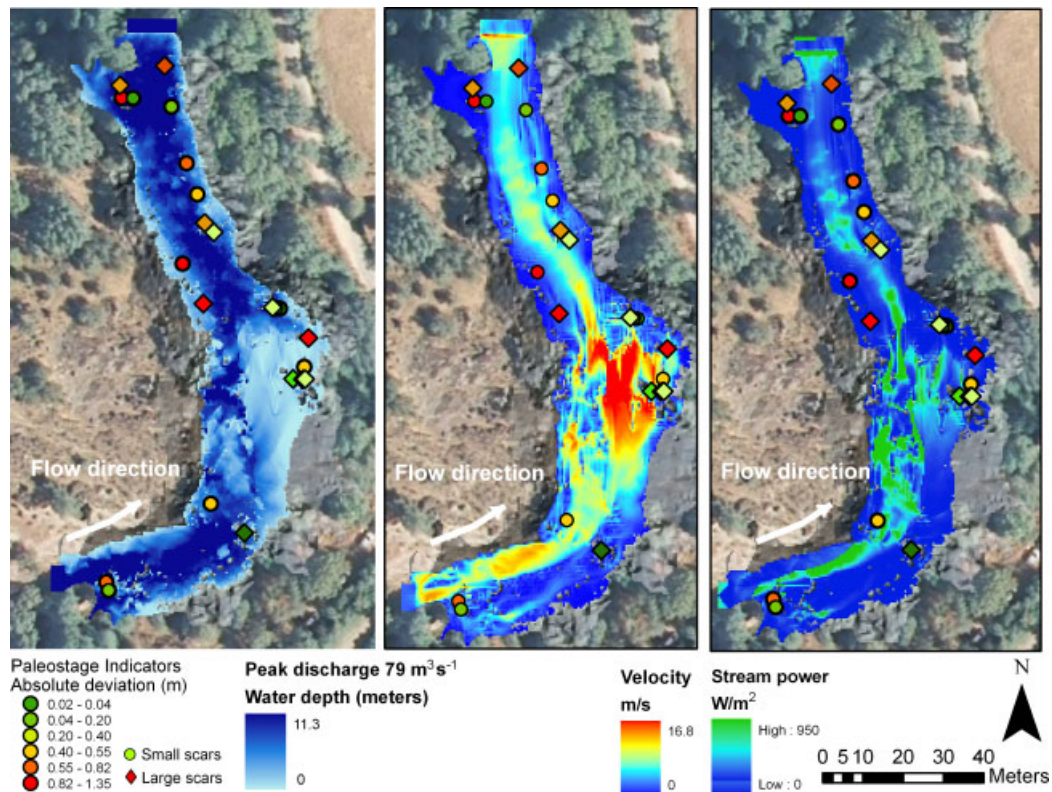 Flow direction
Flow direction
Flow direction
Paleostage Indicators
Absolute deviation (m)
0.02 - 0.04
0.04 - 0.20
0.20 - 0.40
0.40 - 0.55
0.55 - 0.82
0.82 - 1.35
Small scars
Large scars
Peak discharge 79 m³s⁻¹
Water depth (meters)
11.3
0
Velocity
m/s
16.8
0
Stream power
W/m²
High : 950
Low : 0
N
0 5 10 20 30 40
Meters